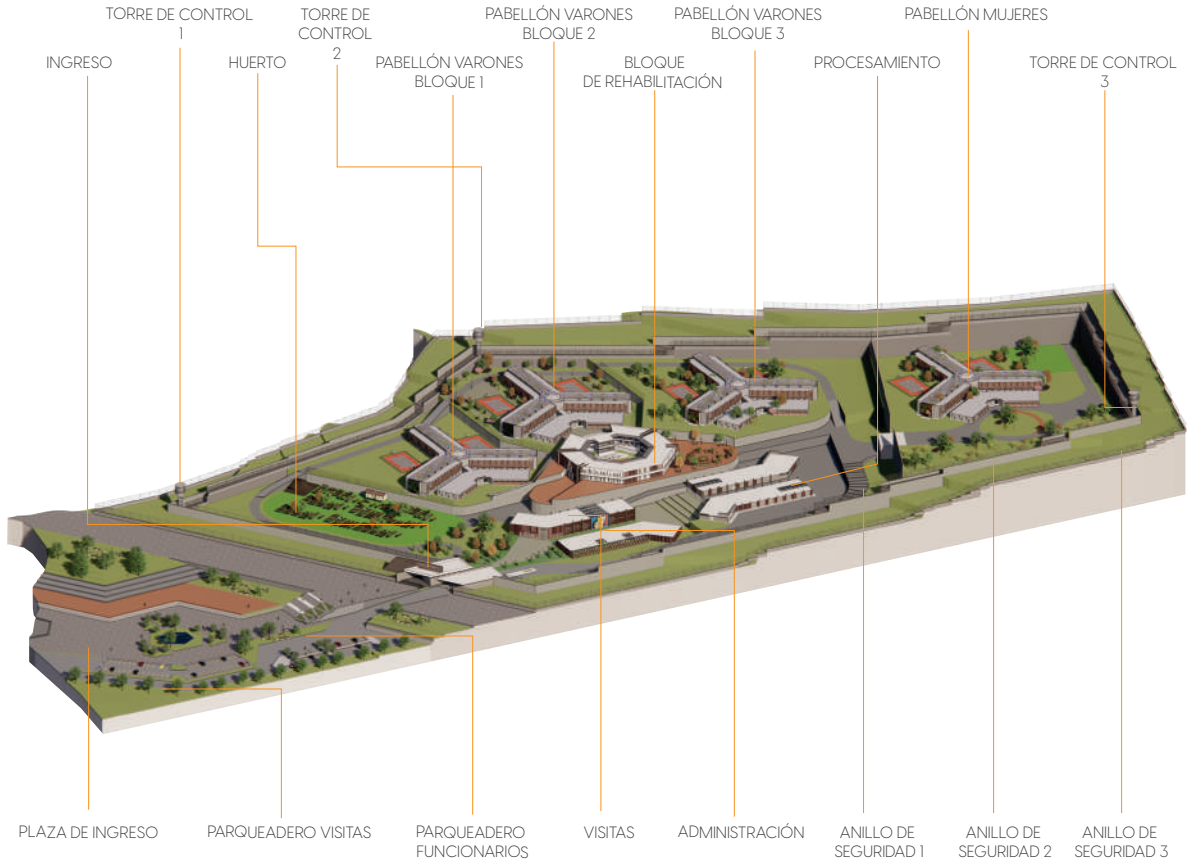 TORRE DE CONTROL
1
TORRE DE
CONTROL
2
PABELLÓN VARONES
BLOQUE 2
PABELLÓN VARONES
BLOQUE 3
PABELLÓN MUJERES
INGRESO
HUERTO
PABELLÓN VARONES
BLOQUE 1
BLOQUE
DE REHABILITACIÓN
PROCESAMIENTO
TORRE DE CONTROL
3
PLAZA DE INGRESO
PARQUEADERO VISITAS
PARQUEADERO
FUNCIONARIOS
VISITAS
ADMINISTRACIÓN
ANILLO DE
SEGURIDAD 1
ANILLO DE
SEGURIDAD 2
ANILLO DE
SEGURIDAD 3